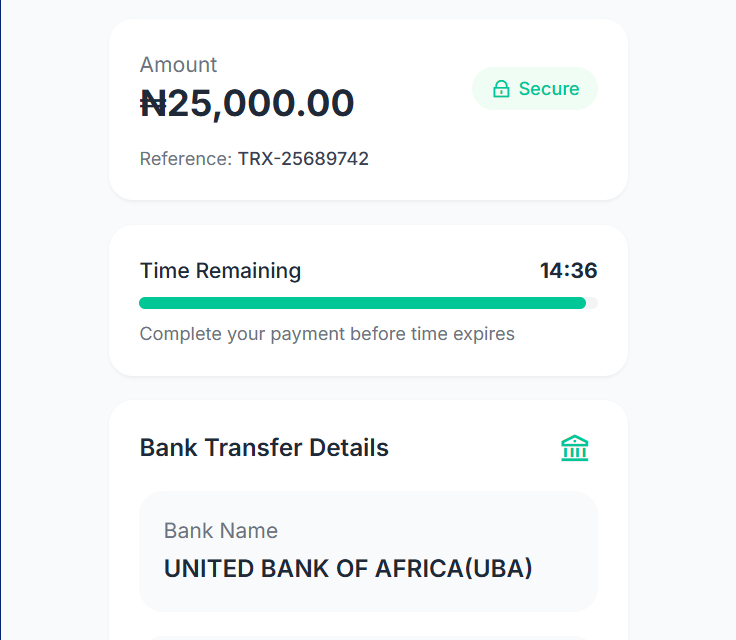 Amount
₦25,000.00
Secure
Reference: TRX-25689742
Time Remaining 14:36
Complete your payment before time expires
Bank Transfer Details
Bank Name
UNITED BANK OF AFRICA(UBA)